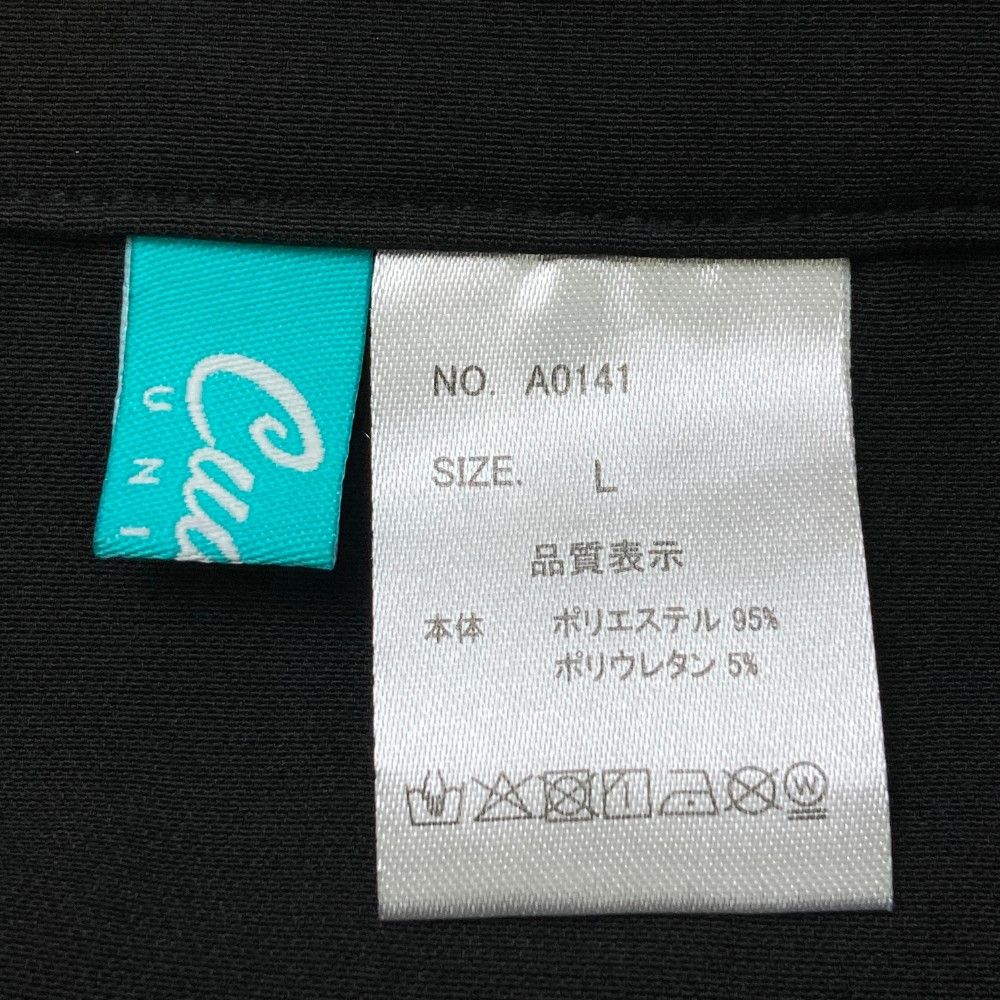 NO. A0141
SIZE. L
品質表示
本体 ポリエステル 95%
ポリウレタン 5%
W